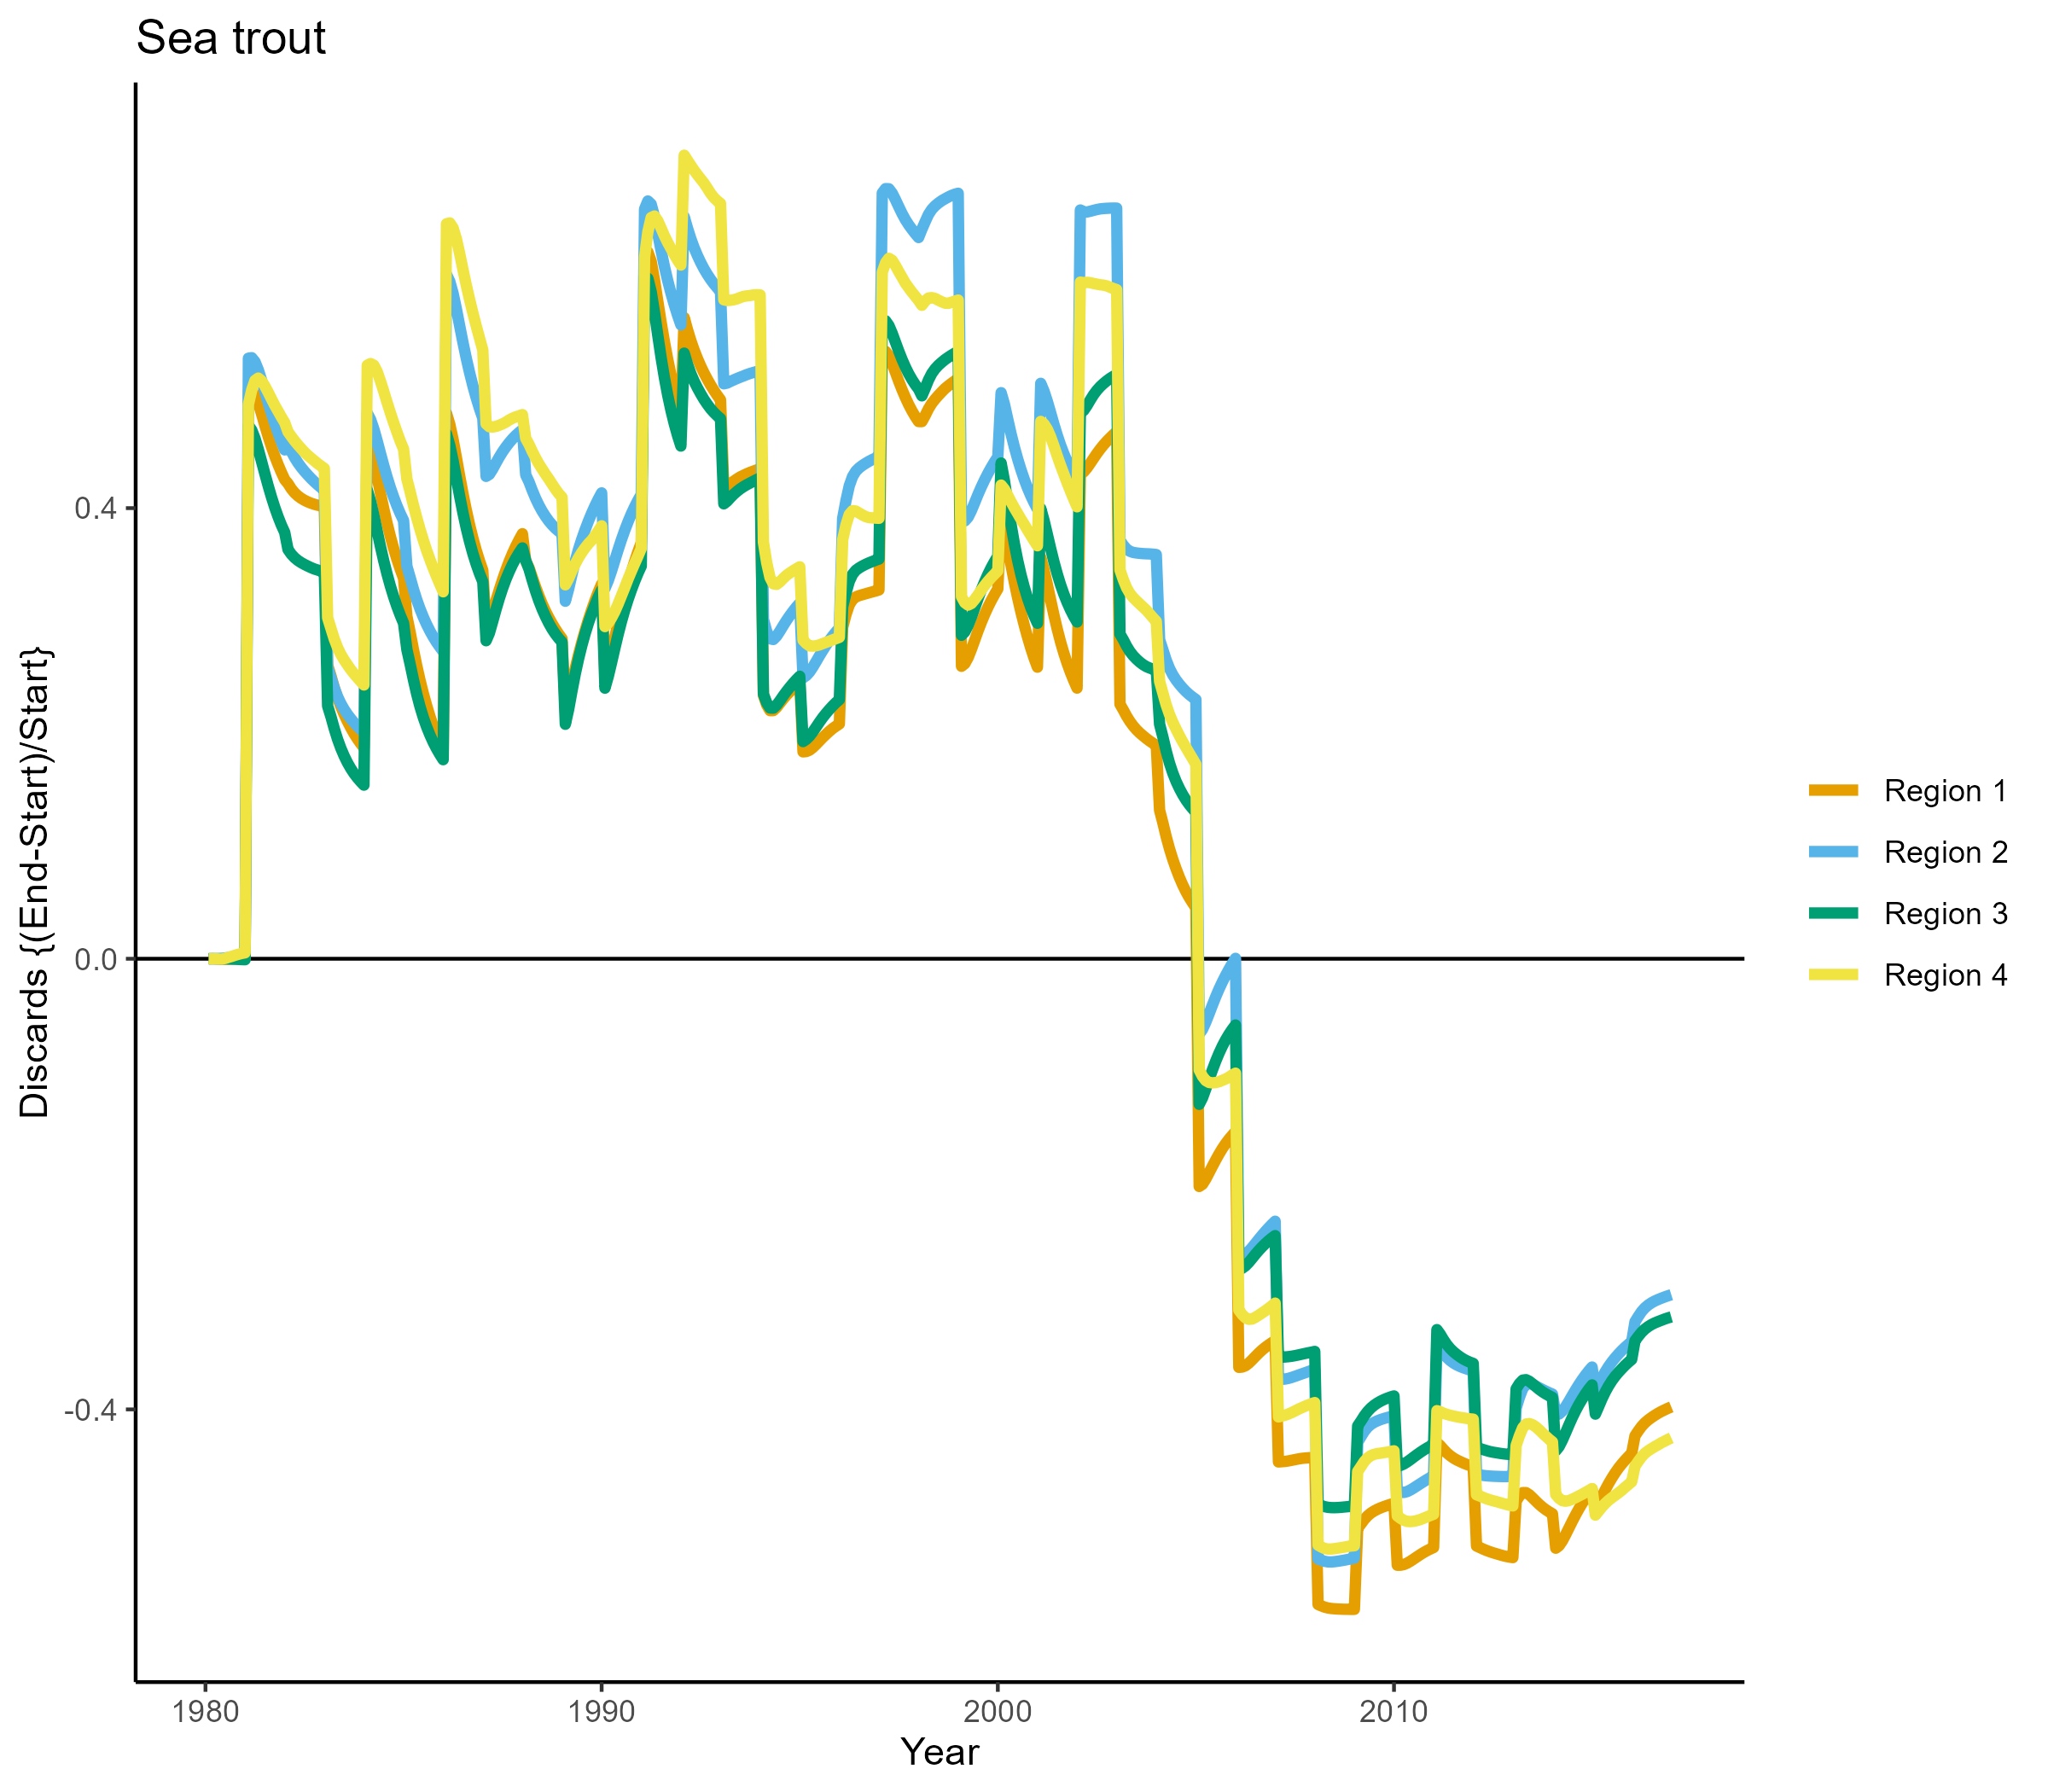 Sea trout
Discards {(End-Start)/Start}
0.4
0.0
-0.4
1980
1990
2000
2010
Year
Region 1
Region 2
Region 3
Region 4